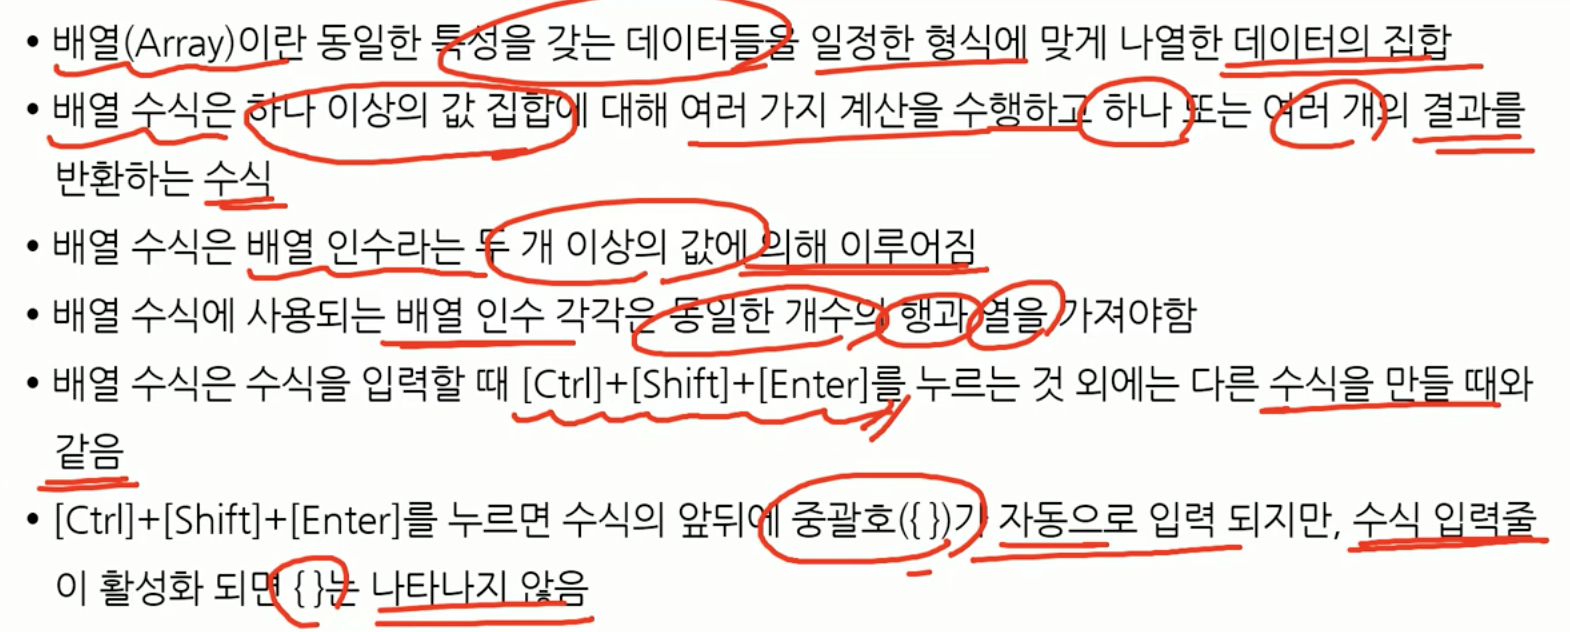 • 배열(Array)이란 동일한 특성을 갖는 데이터들을 일정한 형식에 맞게 나열한 데이터의 집합
• 배열 수식은 하나 이상의 값 집합에 대해 여러 가지 계산을 수행하고 하나 또는 여러 개의 결과를
반환하는 수식
• 배열 수식은 배열 인수라는 두 개 이상의 값에 의해 이루어짐
• 배열 수식에 사용되는 배열 인수 각각은 동일한 개수의 행과 열을 가져야함
• 배열 수식은 수식을 입력할 때 [Ctrl]+[Shift]+[Enter]를 누르는 것 외에는 다른 수식을 만들 때와
같음
• [Ctrl]+[Shift]+[Enter]를 누르면 수식의 앞뒤에 중괄호({ })가 자동으로 입력 되지만, 수식 입력줄
이 활성화 되면 { }는 나타나지 않음